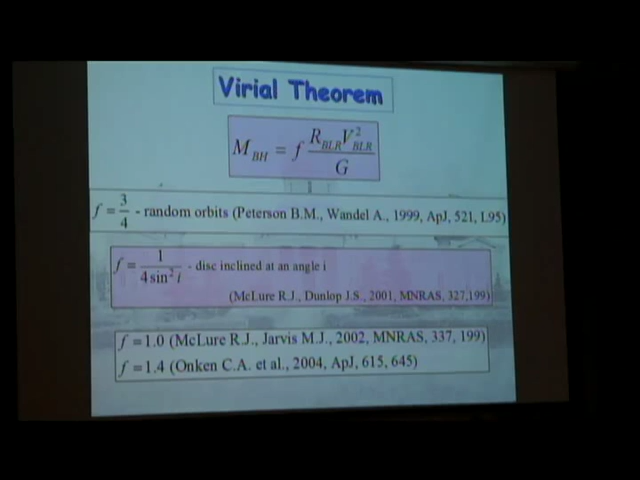 Virial Theorem
M_BH = f R_BLR V²_BLR / G
f = 3/4 - random orbits (Peterson B.M., Wandel A., 1999, ApJ, 521, L95)
f = 1 / 4 sin² i - disc inclined at an angle i
(McLure R.J., Dunlop J.S., 2001, MNRAS, 327,199)
f = 1.0 (McLure R.J., Jarvis M.J., 2002, MNRAS, 337, 199)
f = 1.4 (Onken C.A. et al., 2004, ApJ, 615, 645)